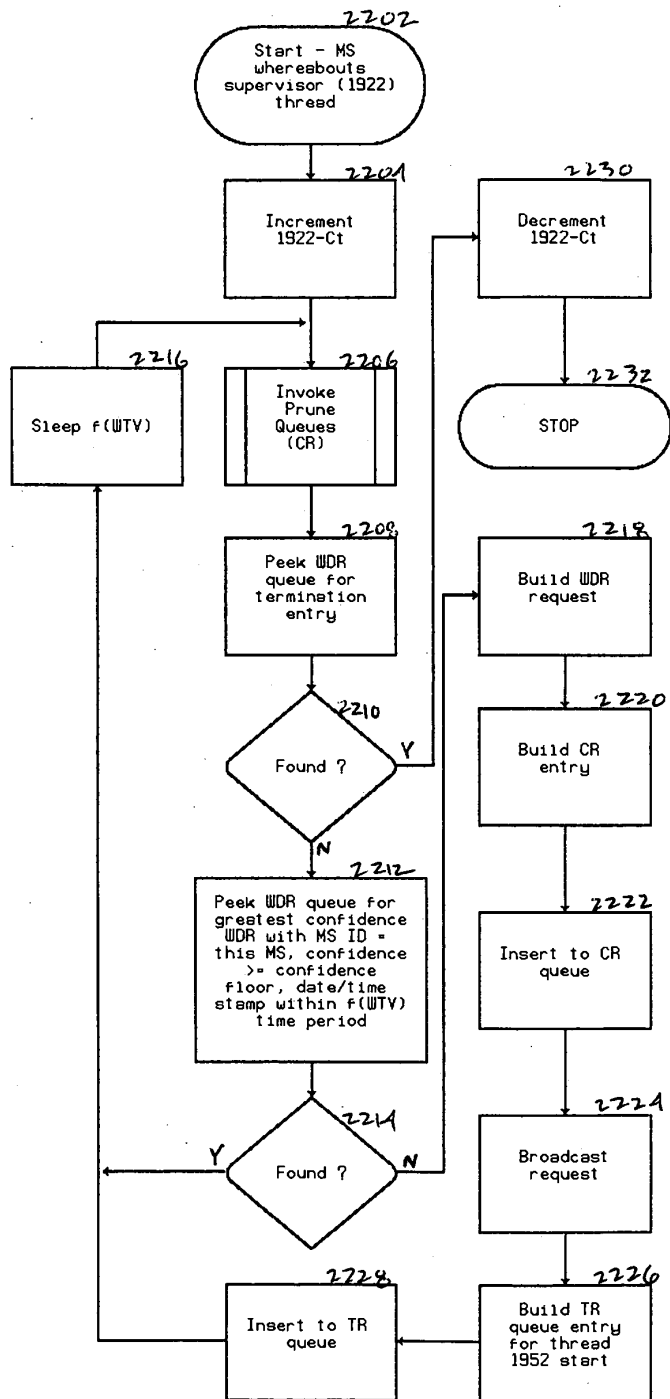 2202
Start - MS
whereabouts
supervisor (1922)
thread
2204
Increment
1922-Ct
2230
Decrement
1922-Ct
2216
Sleep f(WTV)
2206
Invoke
Prune
Queues
(CR)
2232
STOP
2208
Peek WDR
queue for
termination
entry
2218
Build WDR
request
2210
Found ?
Y
N
2220
Build CR
entry
2212
Peek WDR queue for
greatest confidence
WDR with MS ID =
this MS, confidence
>= confidence
floor, date/time
stamp within f(WTV)
time period
2222
Insert to CR
queue
2214
Found ?
Y
N
2224
Broadcast
request
2228
Insert to TR
queue
2226
Build TR
queue entry
for thread
1952 start